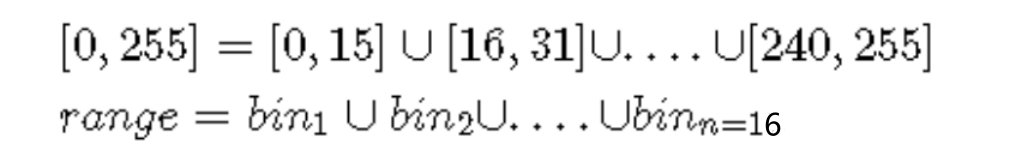 [0, 255] = [0, 15] ∪ [16, 31]∪. . . . ∪[240, 255]
range = bin₁ ∪ bin₂∪. . . . ∪binₙ₌₁₆